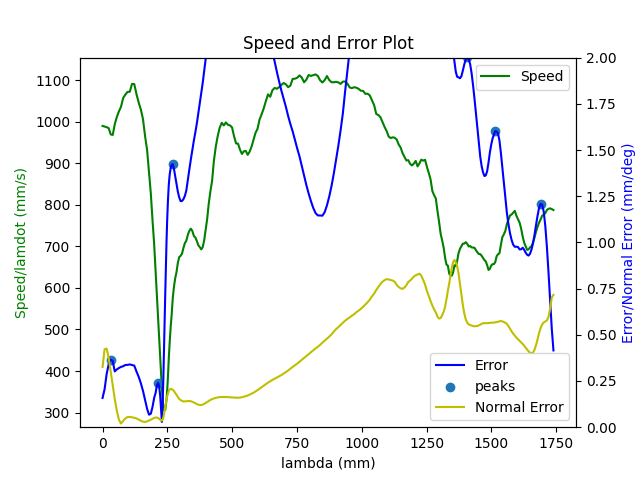 Speed and Error Plot
Speed/lamdot (mm/s)
1100
1000
900
800
700
600
500
400
300
Speed
2.00
1.75
1.50
1.25
1.00
0.75
0.50
0.25
0.00
Error/Normal Error (mm/deg)
Error
peaks
Normal Error
0 250 500 750 1000 1250 1500 1750
lambda (mm)